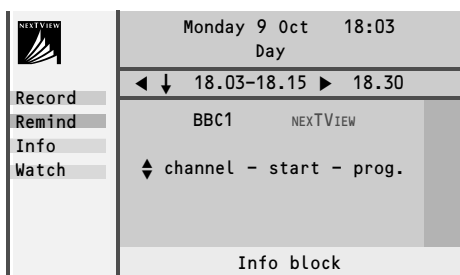 NEXTVIEW
Monday 9 Oct 18:03
Day
◀ ↓ 18.03-18.15 ▶ 18.30
Record
Remind
Info
Watch
BBC1 NEXTVIEW
channel - start - prog.
Info block